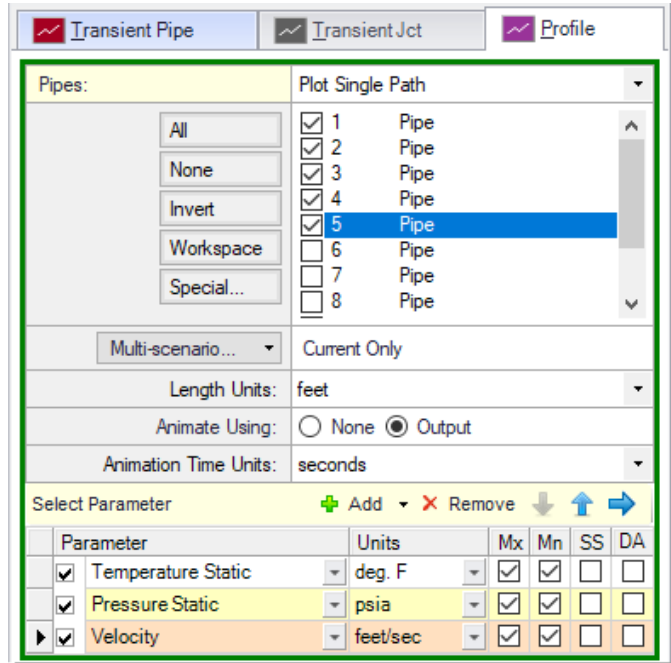 Transient Pipe Transient Jct Profile
Pipes: Plot Single Path
All
None
Invert
Workspace
Special...
1 Pipe
2 Pipe
3 Pipe
4 Pipe
5 Pipe
6 Pipe
7 Pipe
8 Pipe
Multi-scenario... Current Only
Length Units: feet
Animate Using: None Output
Animation Time Units: seconds
Select Parameter Add Remove
Parameter Units Mx Mn SS DA
Temperature Static deg. F
Pressure Static psia
Velocity feet/sec